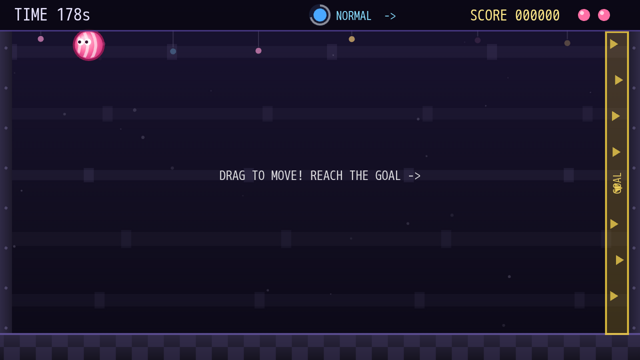 TIME 178s
NORMAL ->
SCORE 000000
DRAG TO MOVE! REACH THE GOAL ->
GOAL